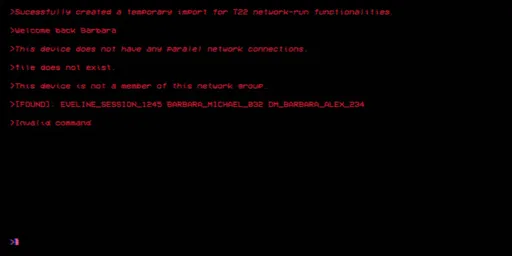 >Sucessfully created a temporary import for T22 network-run functionalities.
>Welcome back Barbara
>This device does not have any parallel network connections.
>file does not exist.
>This device is not a member of this network group.
>[FOUND]: EVELINE_SESSION_1245 BARBARA_MICHAEL_832 DM_BARBARA_ALEX_234
>Invalid command
>